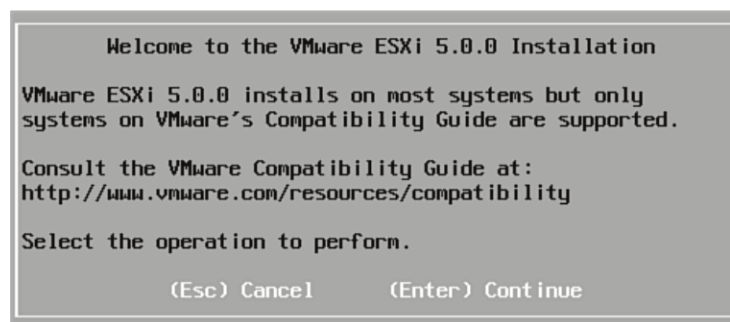 Welcome to the VMware ESXi 5.0.0 Installation
VMware ESXi 5.0.0 installs on most systems but only
systems on VMware's Compatibility Guide are supported.
Consult the VMware Compatibility Guide at:
http://www.vmware.com/resources/compatibility
Select the operation to perform.
(Esc) Cancel (Enter) Continue